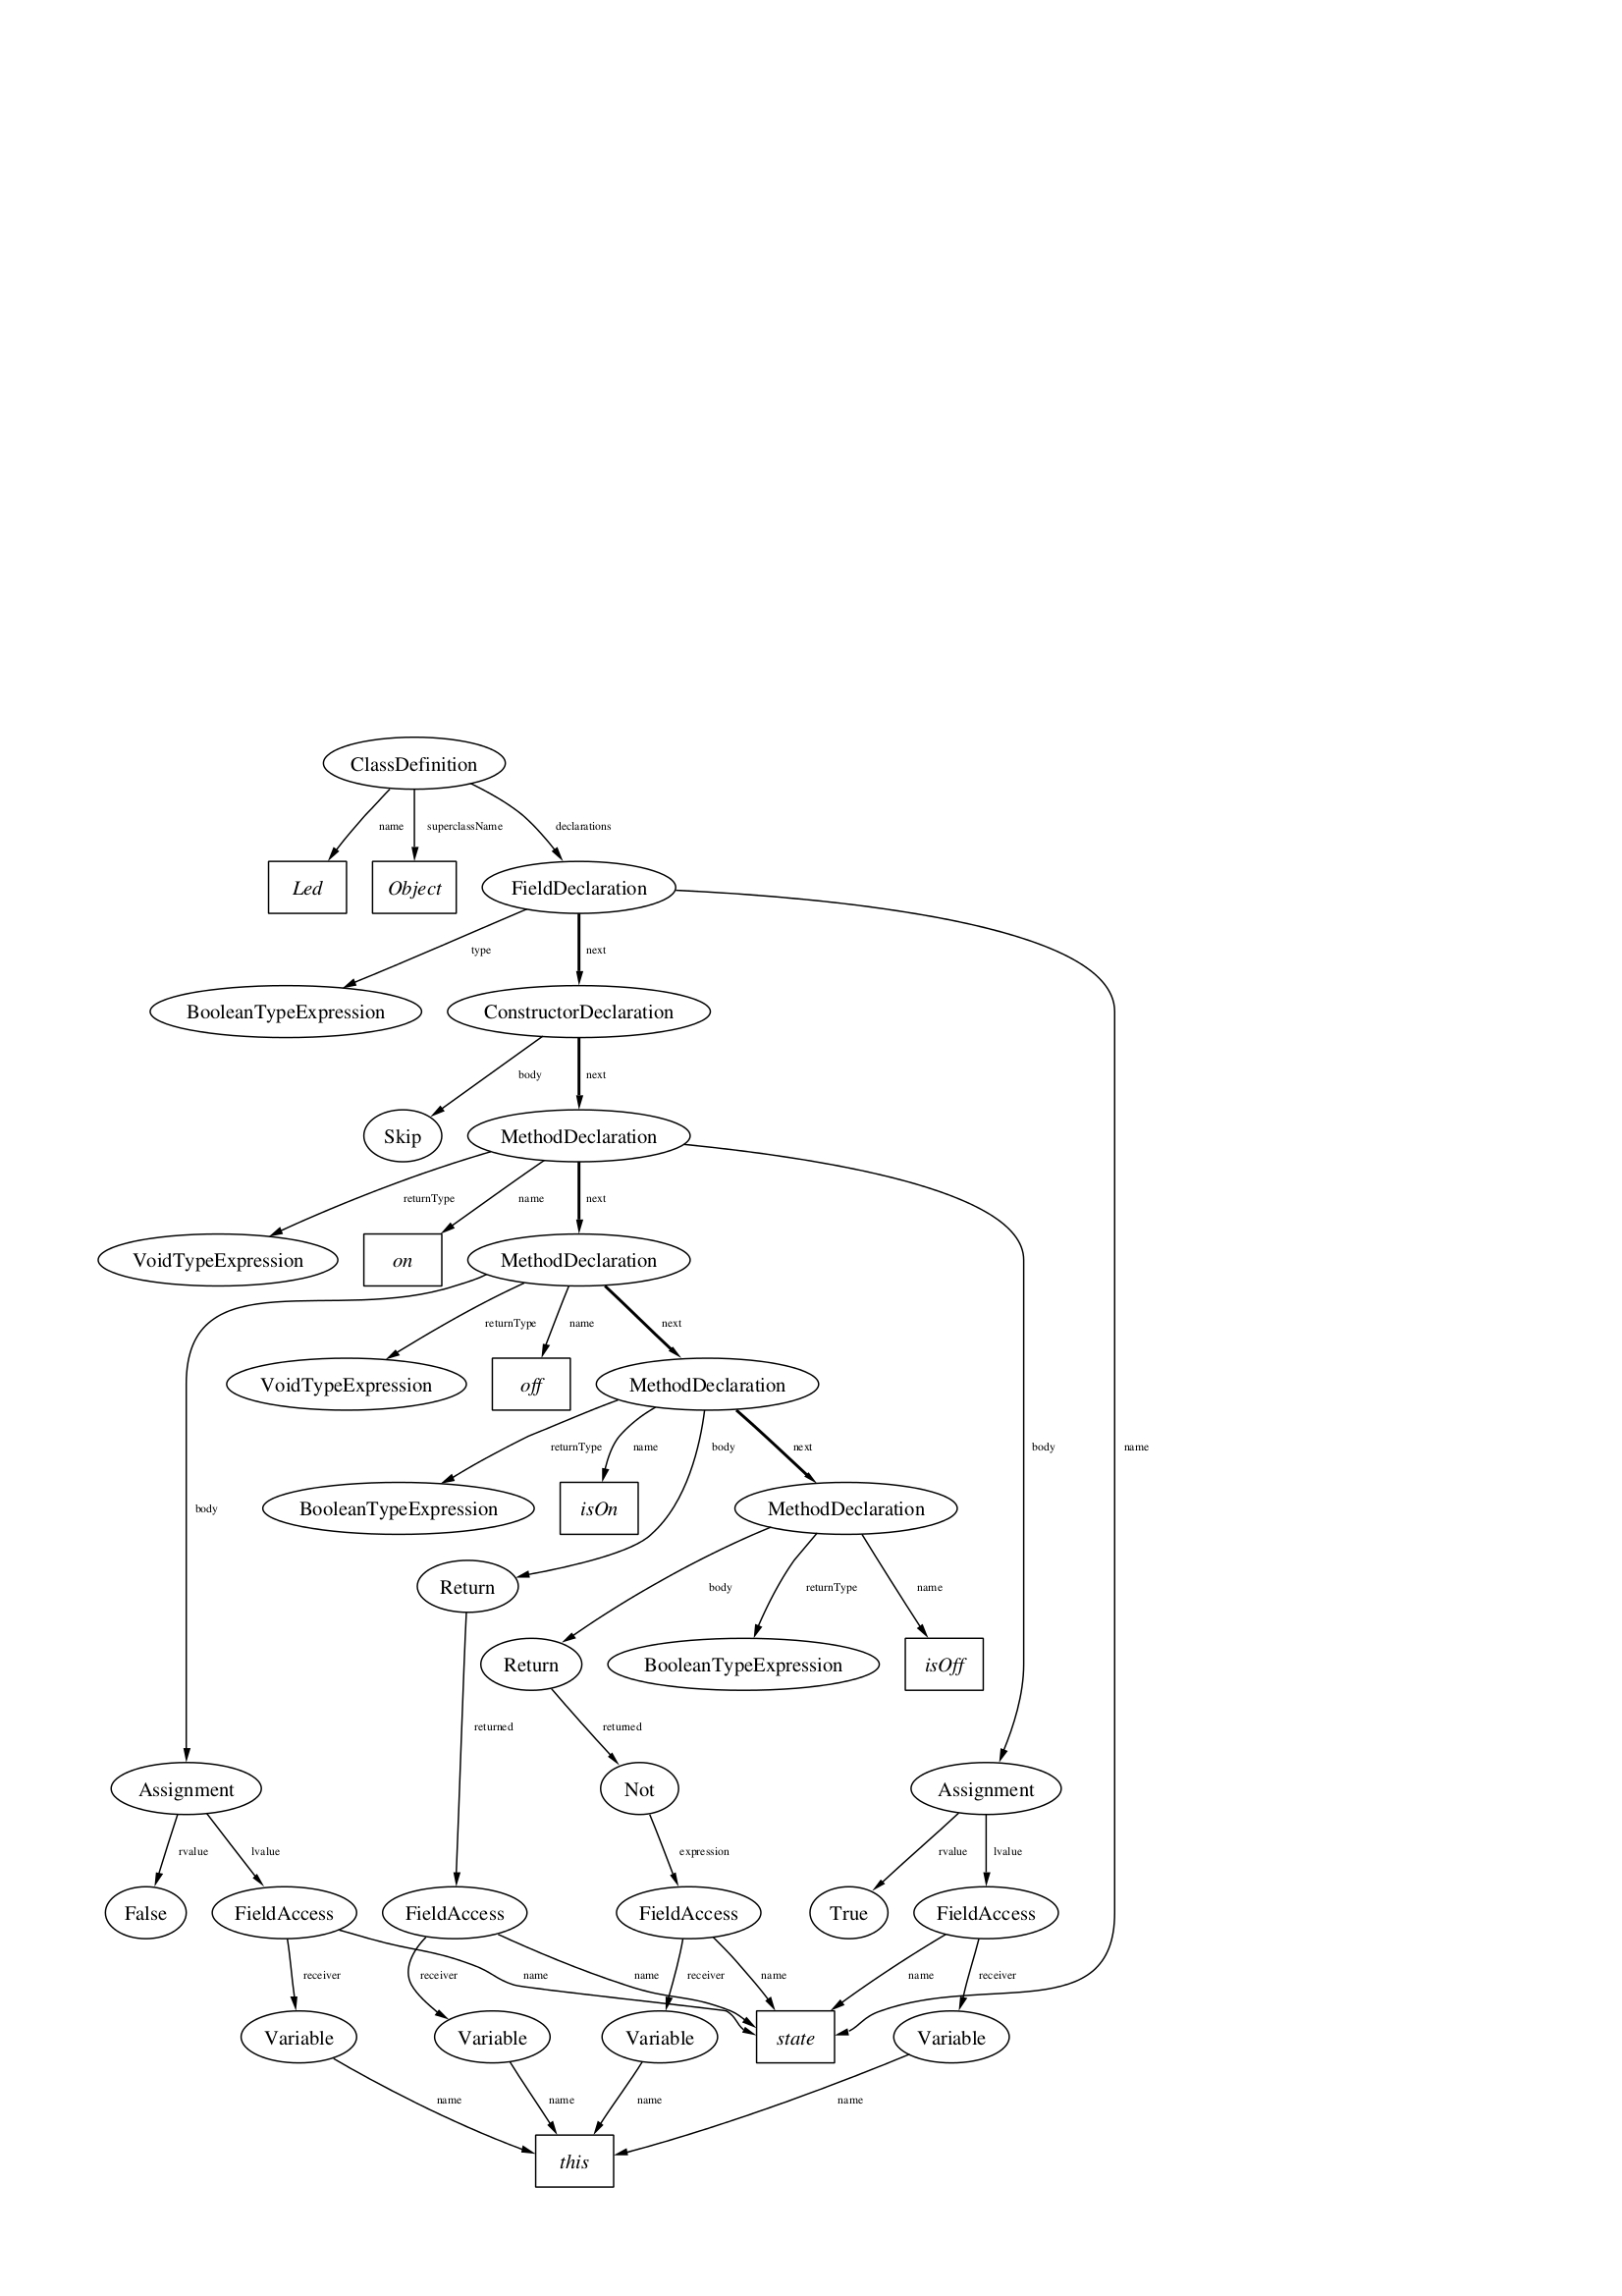 ClassDefinition
name
superclassName
declarations
Led
Object
FieldDeclaration
type
next
BooleanTypeExpression
ConstructorDeclaration
body
next
Skip
MethodDeclaration
returnType
name
next
VoidTypeExpression
on
MethodDeclaration
returnType
name
next
VoidTypeExpression
off
MethodDeclaration
returnType
name
body
next
body
name
BooleanTypeExpression
isOn
MethodDeclaration
body
Return
body
returnType
name
Return
BooleanTypeExpression
isOff
returned
returned
Assignment
Not
Assignment
rvalue
lvalue
expression
rvalue
lvalue
False
FieldAccess
FieldAccess
FieldAccess
True
FieldAccess
receiver
receiver
name
name
receiver
name
name
receiver
Variable
Variable
Variable
state
Variable
name
name
name
name
this